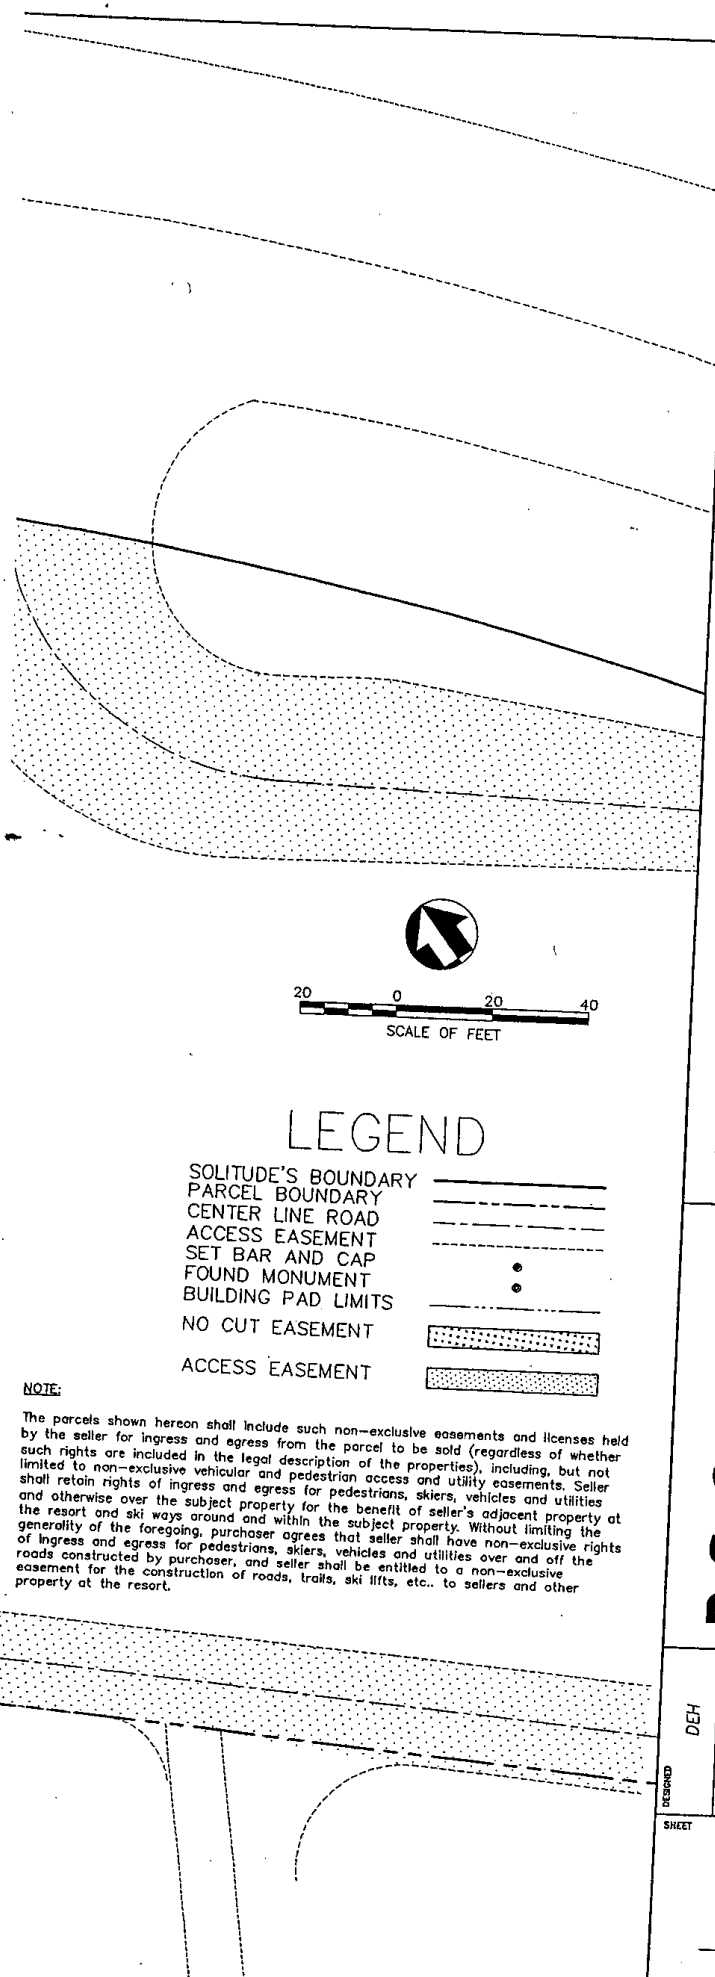 20 0 20 40
SCALE OF FEET
LEGEND
SOLITUDE'S BOUNDARY
PARCEL BOUNDARY
CENTER LINE ROAD
ACCESS EASEMENT
SET BAR AND CAP
FOUND MONUMENT
BUILDING PAD LIMITS
NO CUT EASEMENT
ACCESS EASEMENT
NOTE:
The parcels shown hereon shall include such non-exclusive easements and licenses held
by the seller for ingress and egress from the parcel to be sold (regardless of whether
such rights are included in the legal description of the properties), including, but not
limited to non-exclusive vehicular and pedestrian access and utility easements. Seller
shall retain rights of ingress and egress for pedestrians, skiers, vehicles and utilities
and otherwise over the subject property for the benefit of seller's adjacent property at
the resort and ski ways around and within the subject property. Without limiting the
generality of the foregoing, purchaser agrees that seller shall have non-exclusive rights
of ingress and egress for pedestrians, skiers, vehicles and utilities over and off the
roads constructed by purchaser, and seller shall be entitled to a non-exclusive
easement for the construction of roads, trails, ski lifts, etc.. to sellers and other
property at the resort.
DESIGNED
DEH
SHEET